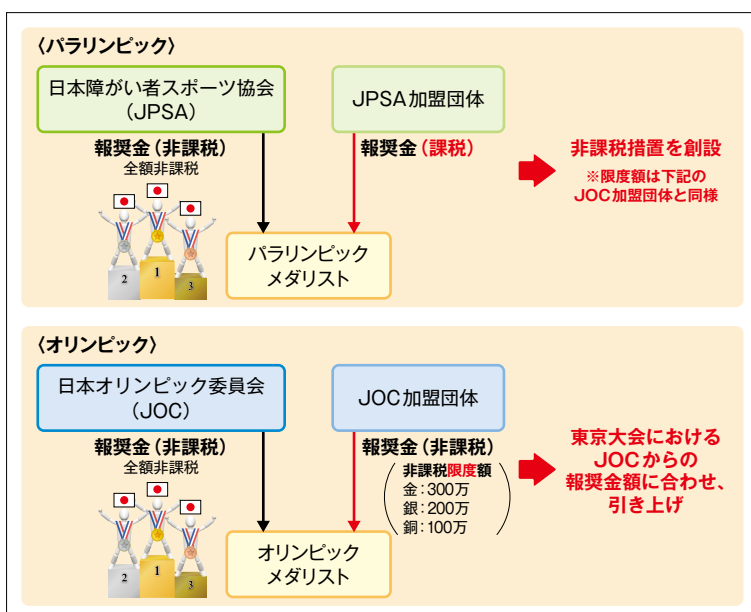 〈パラリンピック〉
日本障がい者スポーツ協会
(JPSA)
JPSA加盟団体
報奨金(非課税)
全額非課税
報奨金(課税)
非課税措置を創設
※限度額は下記の
JOC加盟団体と同様
2
1
3
パラリンピック
メダリスト
〈オリンピック〉
日本オリンピック委員会
(JOC)
JOC加盟団体
報奨金(非課税)
全額非課税
報奨金(非課税)
非課税限度額
金:300万
銀:200万
銅:100万
東京大会における
JOCからの
報奨金額に合わせ、
引き上げ
2
1
3
オリンピック
メダリスト